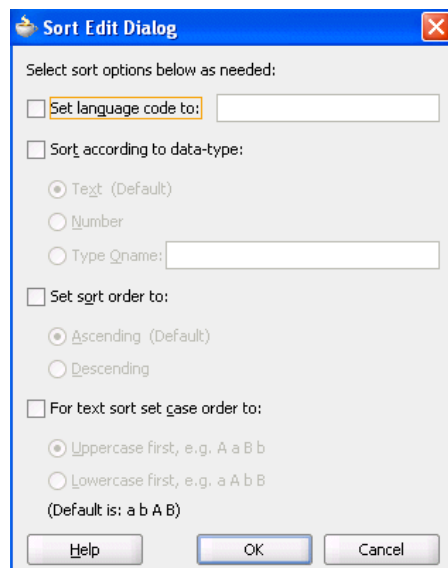 Sort Edit Dialog
Select sort options below as needed:
Set language code to:
Sort according to data-type:
Text (Default)
Number
Type Qname:
Set sort order to:
Ascending (Default)
Descending
For text sort set case order to:
Uppercase first, e.g. A a B b
Lowercase first, e.g. a A b B
(Default is: a b A B)
Help OK Cancel